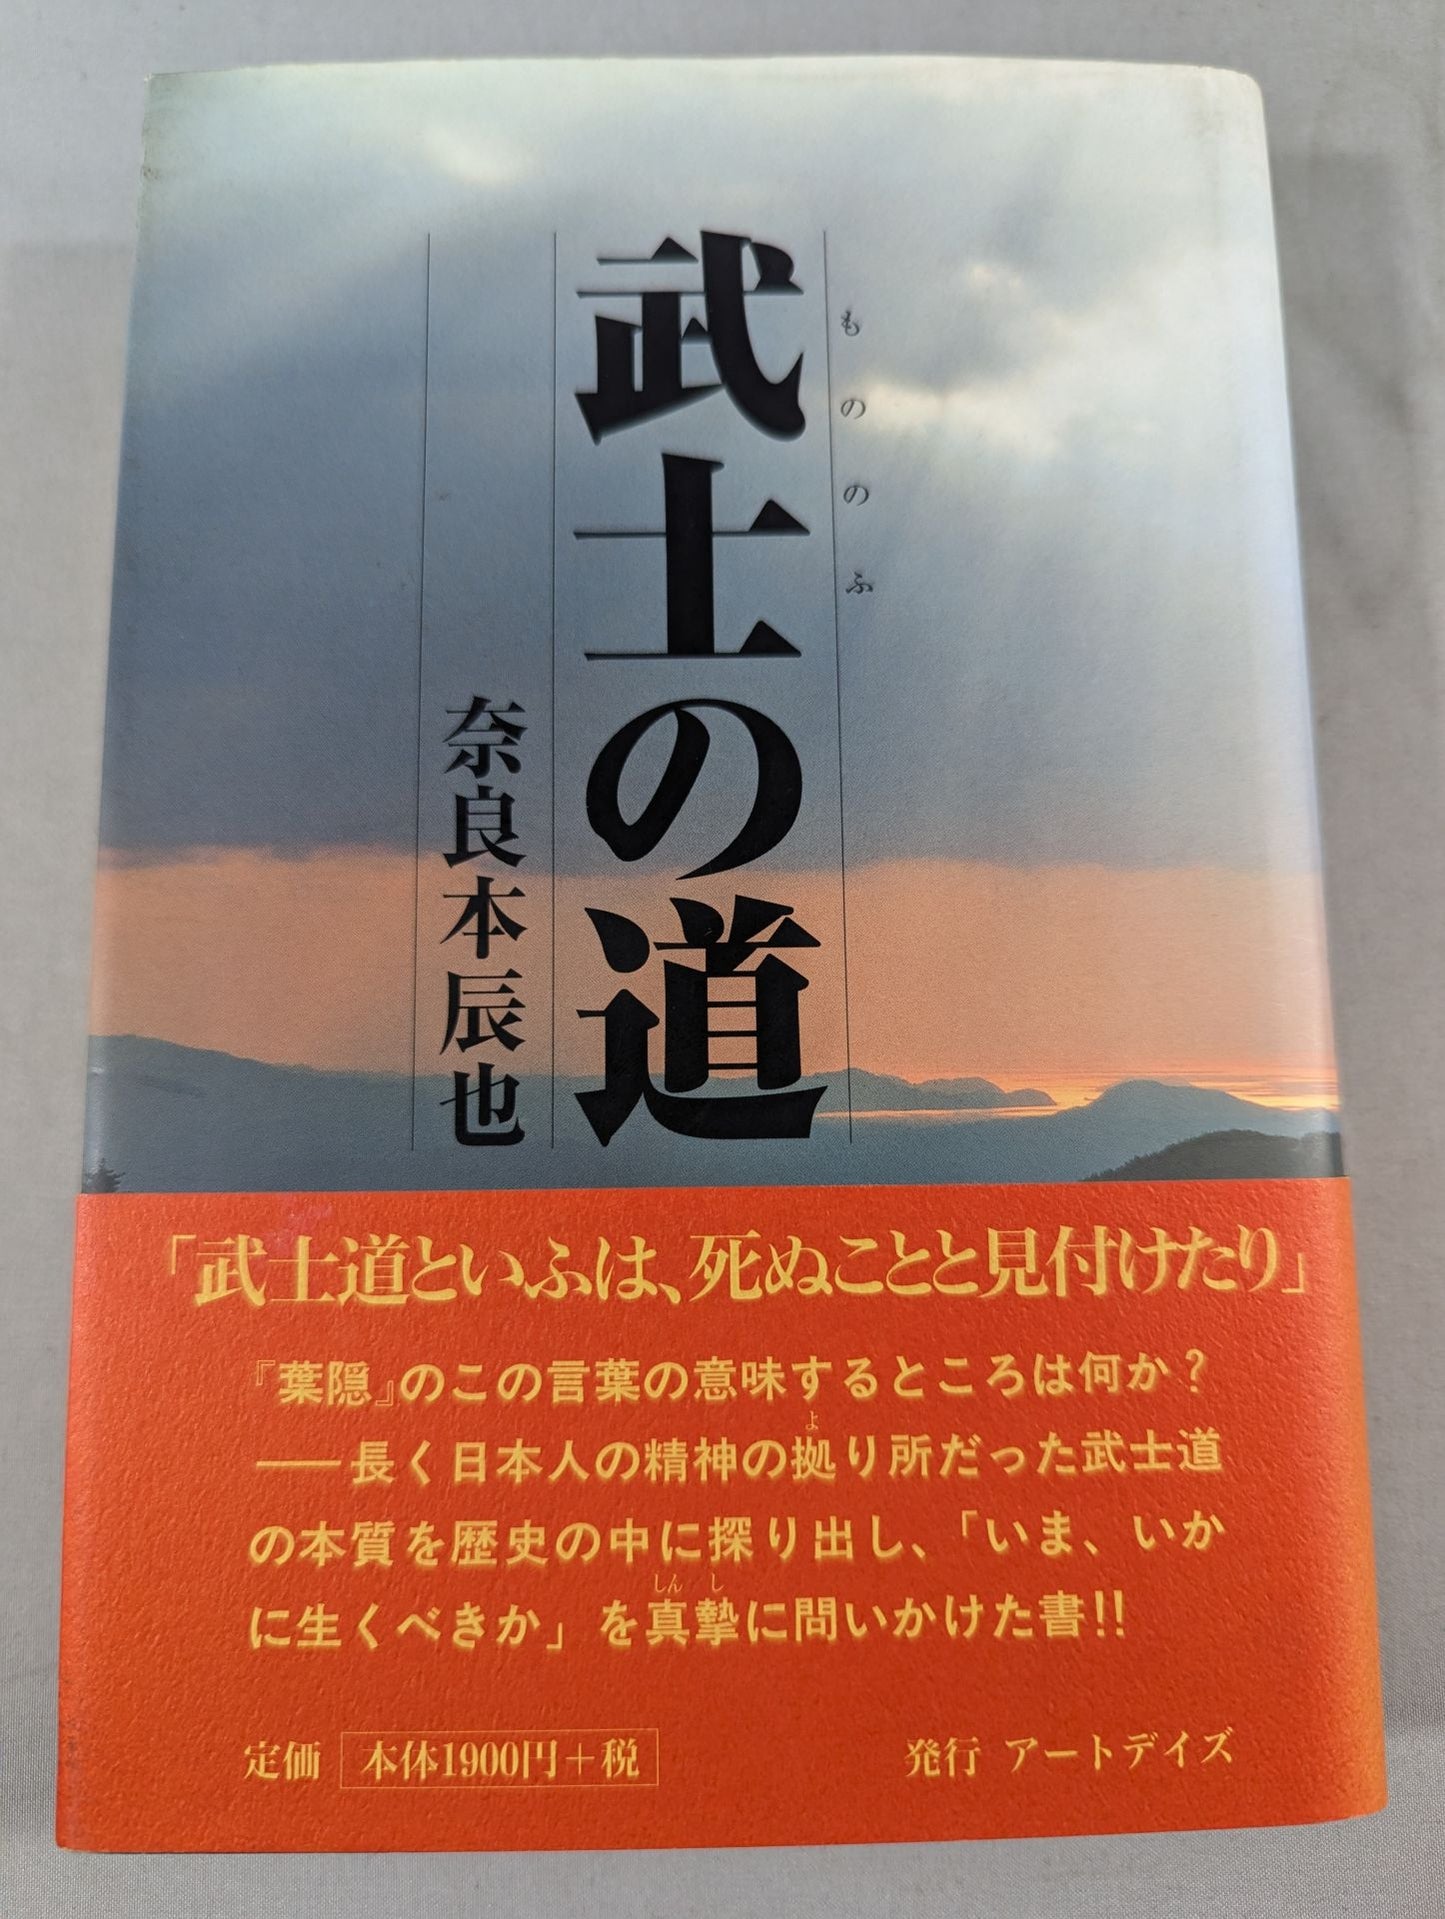 もののふ
武士の道
奈良本辰也
「武士道といふは、死ぬことと見付けたり」
『葉隠』のこの言葉の意味するところは何か?
よ
――長く日本人の精神の拠り所だった武士道
の本質を歴史の中に探り出し、「いま、いか
しん し
に生くべきか」を真摯に問いかけた書!!
定価 本体1900円+税
発行 アートデイズ